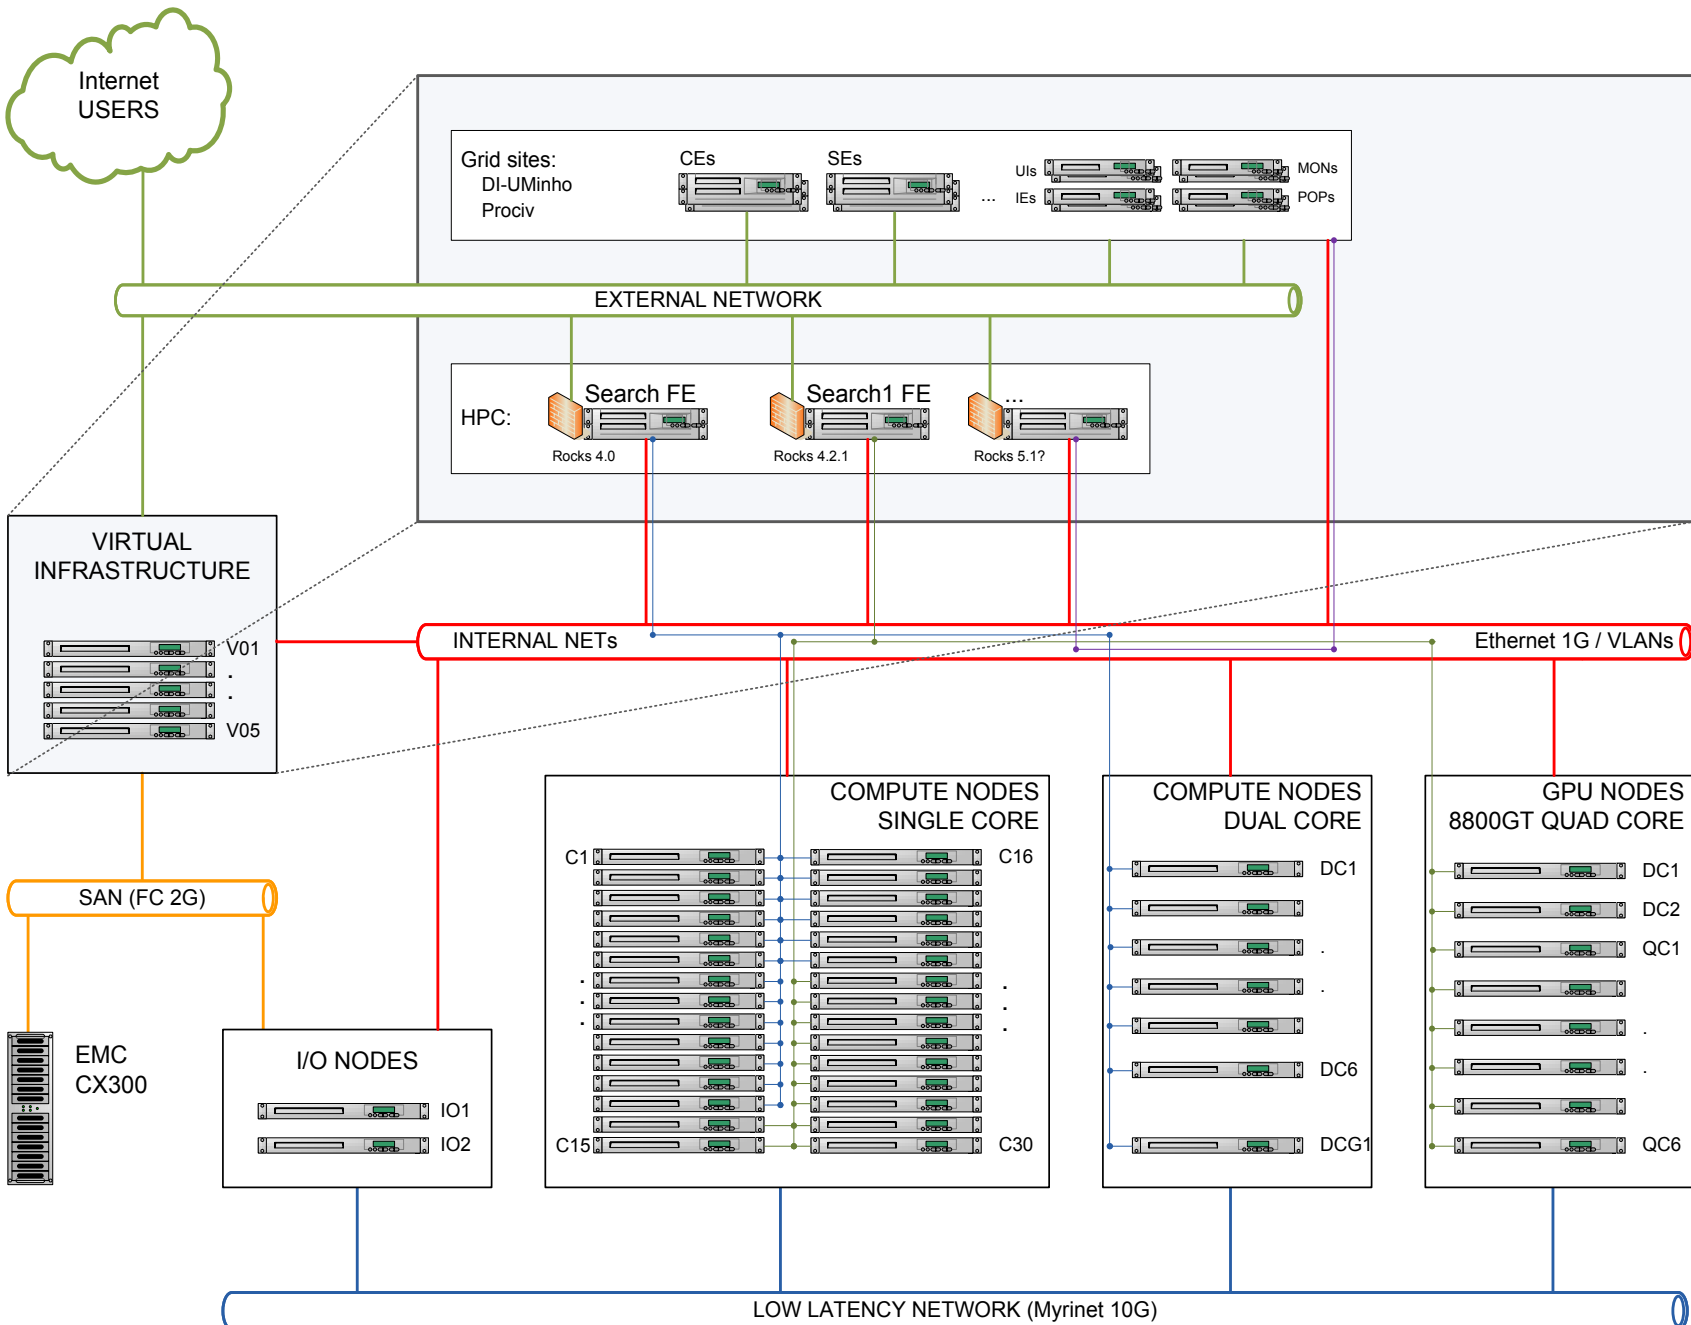 Internet
USERS
Grid sites:
DI-UMinho
Prociv
CEs
SEs
...
UIs
IEs
MONs
POPs
EXTERNAL NETWORK
HPC:
Search FE
Rocks 4.0
Search1 FE
Rocks 4.2.1
...
Rocks 5.1?
VIRTUAL
INFRASTRUCTURE
V01
.
.
V05
INTERNAL NETs
Ethernet 1G / VLANs
COMPUTE NODES
SINGLE CORE
C1
.
.
.
C15
C16
.
.
.
C30
COMPUTE NODES
DUAL CORE
DC1
.
.
DC6
DCG1
GPU NODES
8800GT QUAD CORE
DC1
DC2
QC1
.
.
QC6
SAN (FC 2G)
EMC
CX300
I/O NODES
IO1
IO2
LOW LATENCY NETWORK (Myrinet 10G)